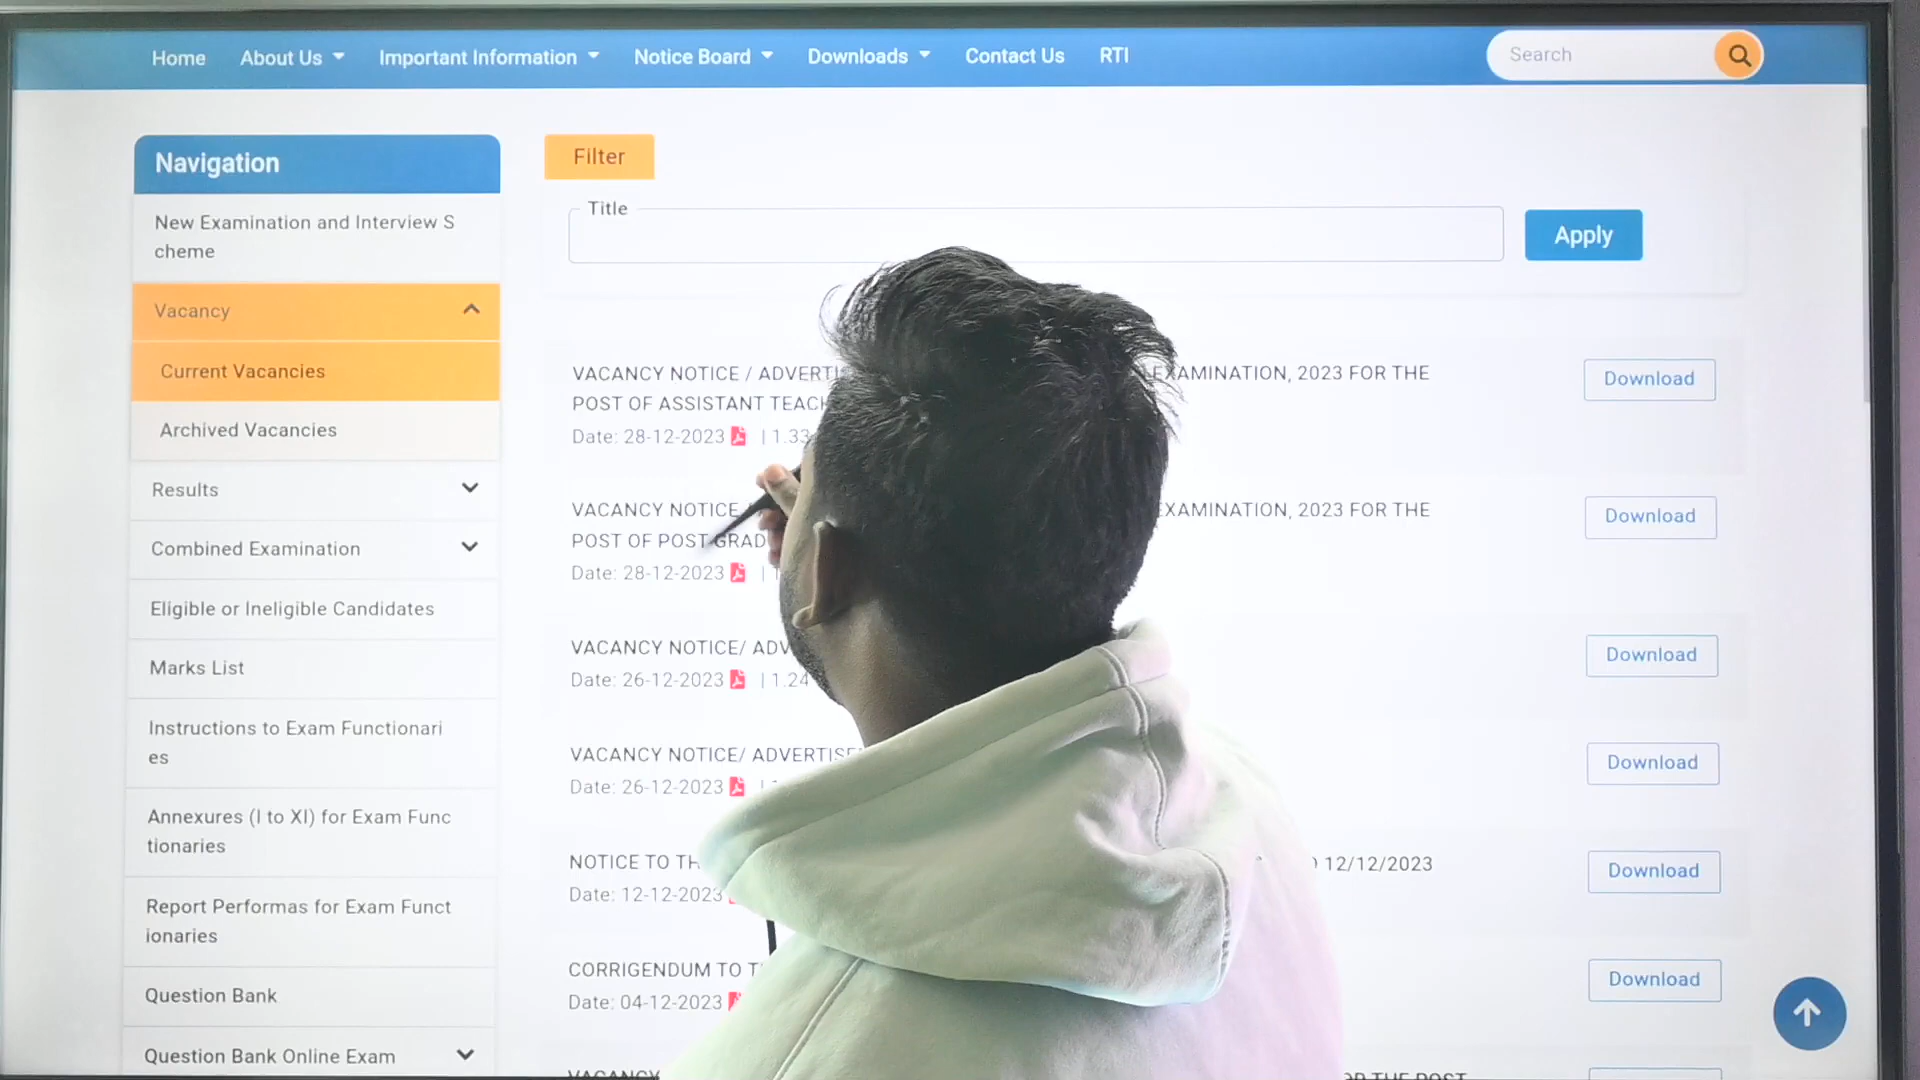 Home About Us Important Information Notice Board Downloads Contact Us RTI Search
Navigation
New Examination and Interview S
cheme
Vacancy
Current Vacancies
Archived Vacancies
Results
Combined Examination
Eligible or Ineligible Candidates
Marks List
Instructions to Exam Functionari
es
Annexures (I to XI) for Exam Func
tionaries
Report Performas for Exam Funct
ionaries
Question Bank
Question Bank Online Exam
Filter
Title
Apply
VACANCY NOTICE / EXAMINATION, 2023 FOR THE
POST OF ASSISTANT
Date: 28-12-2023 | 1.33
Download
VACANCY NOTICE EXAMINATION, 2023 FOR THE
POST OF POST GRAD
Date: 28-12-2023 |
Download
VACANCY NOTICE/
Date: 26-12-2023 | 1.24
Download
VACANCY NOTICE/
Date: 26-12-2023 |
Download
NOTICE TO 12/12/2023
Date: 12-12-2023
Download
CORRIGENDUM TO
Date: 04-12-2023
Download